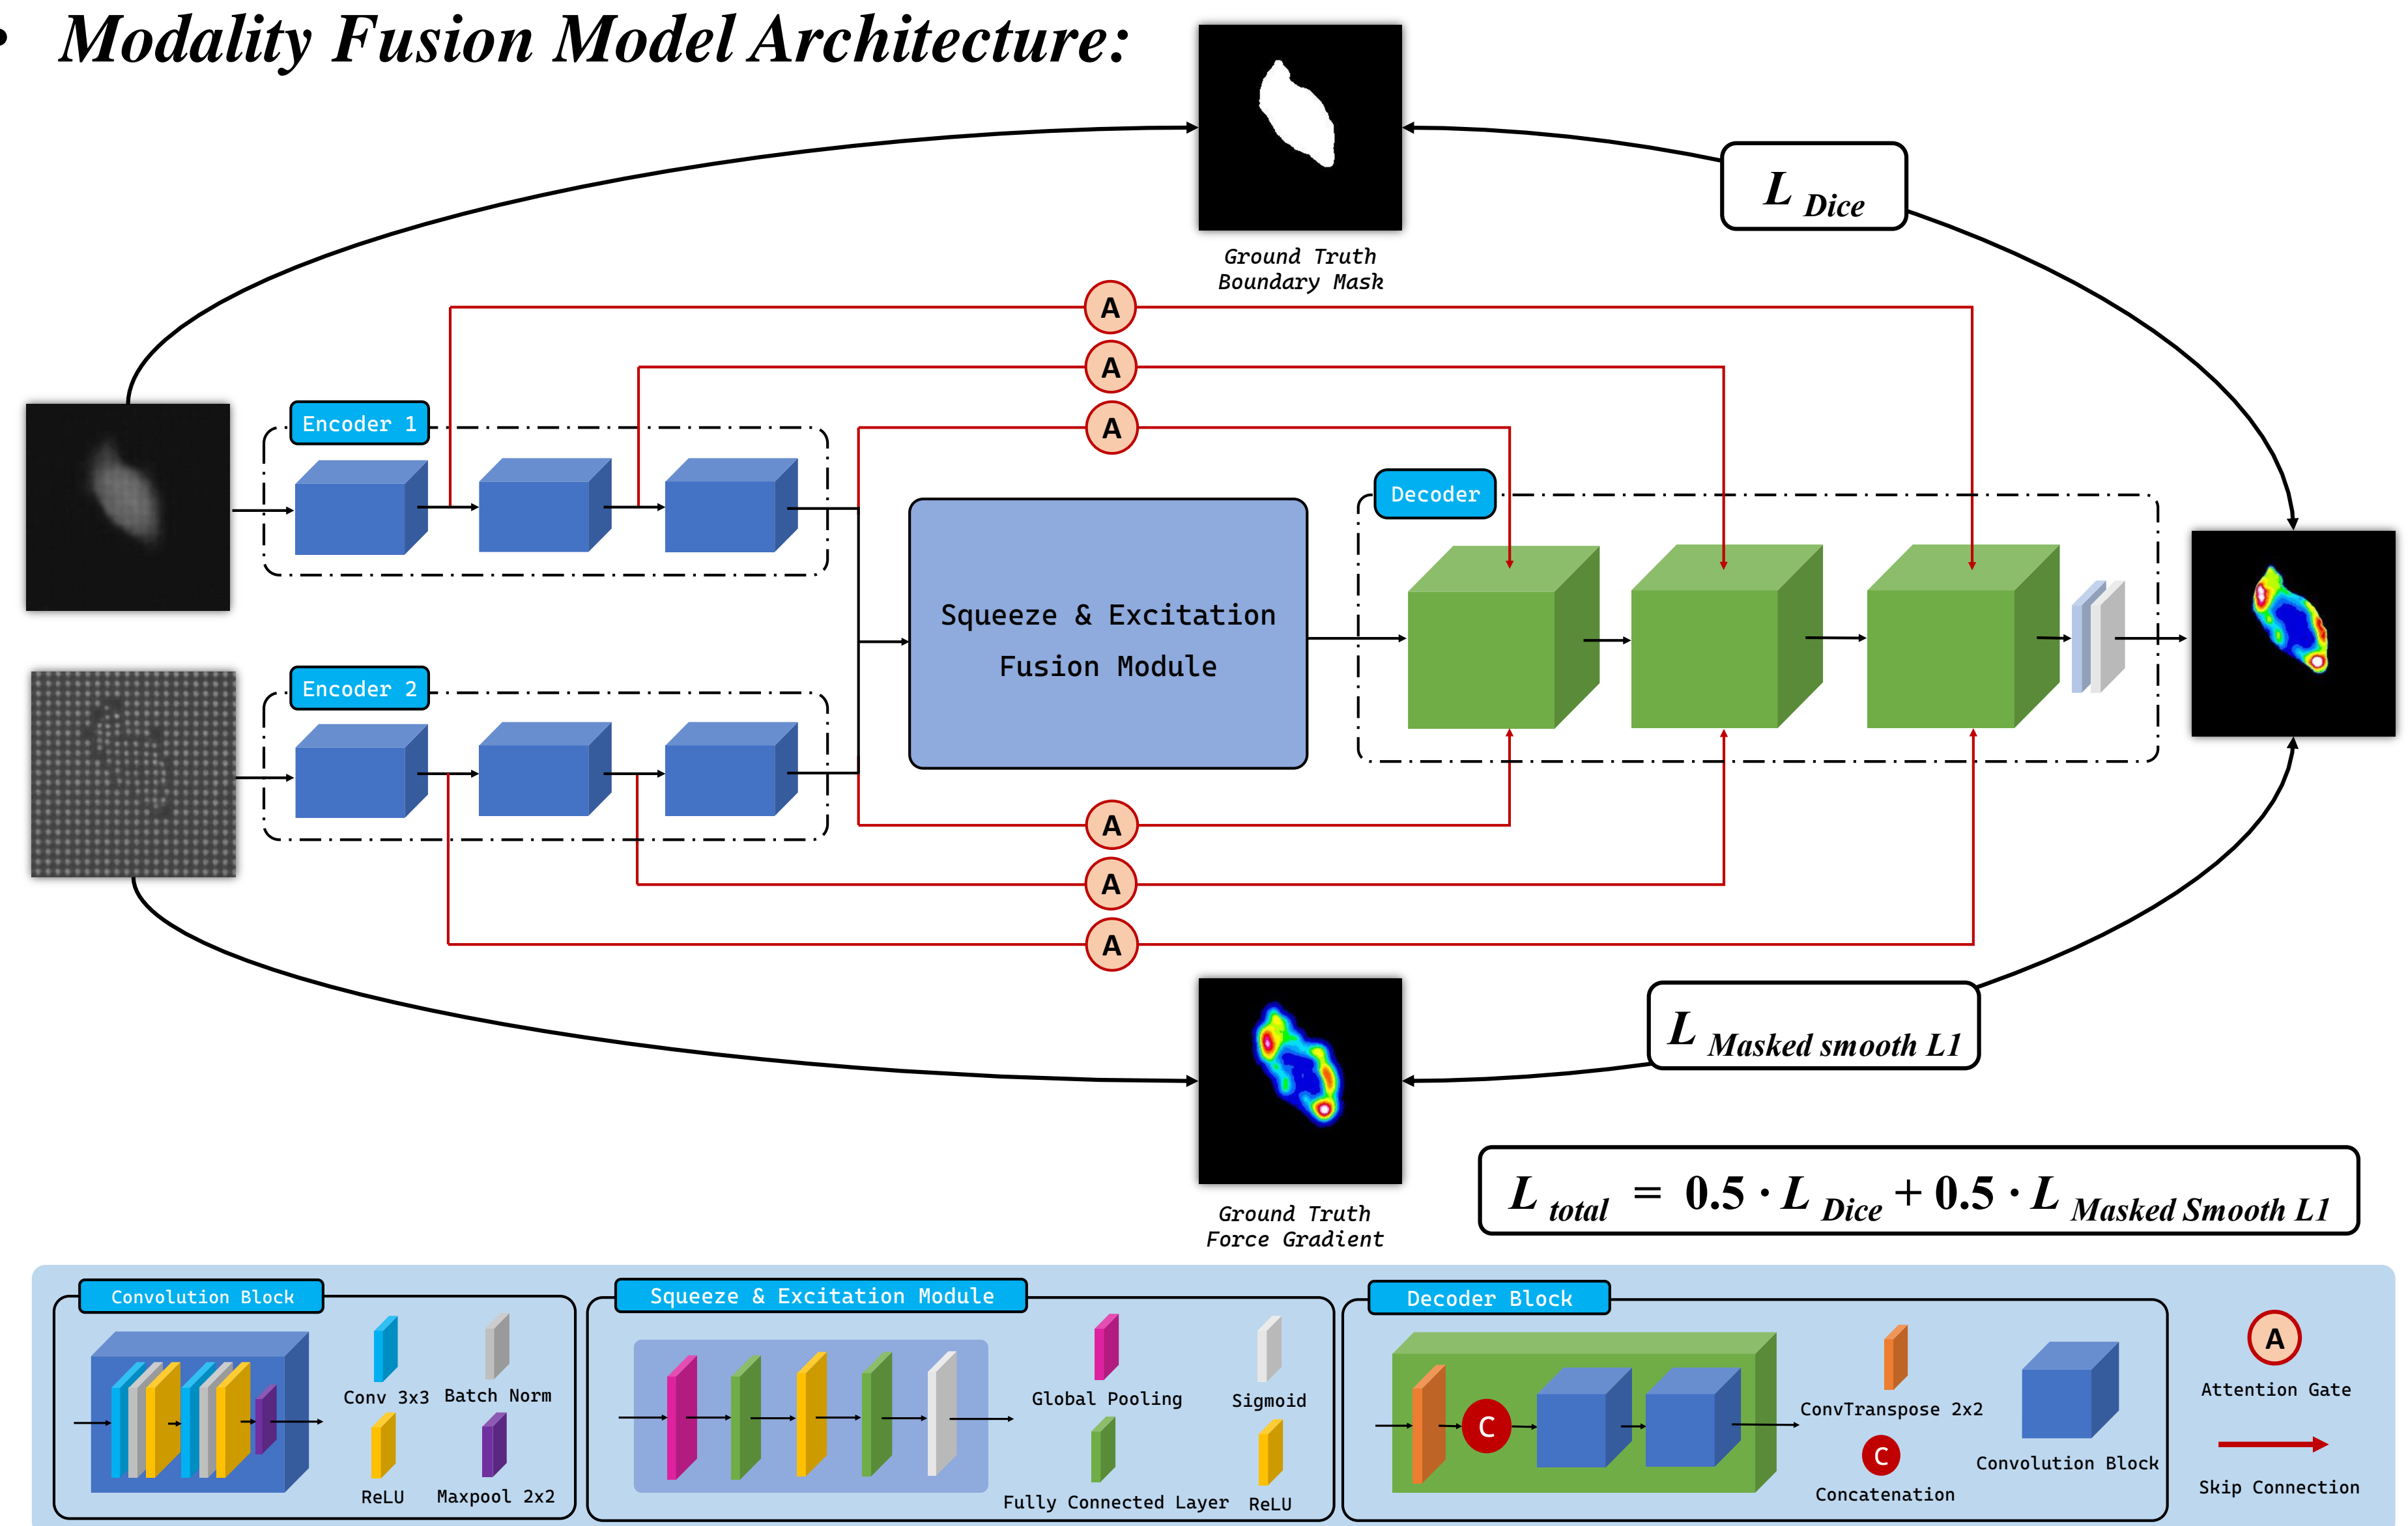 • Modality Fusion Model Architecture:
Ground Truth
Boundary Mask
L Dice
A
A
A
Encoder 1
Decoder
Squeeze & Excitation
Fusion Module
Encoder 2
A
A
A
L Masked smooth L1
Ground Truth
Force Gradient
L total = 0.5 · L Dice + 0.5 · L Masked Smooth L1
Convolution Block
Conv 3x3
Batch Norm
ReLU
Maxpool 2x2
Squeeze & Excitation Module
Global Pooling
Sigmoid
Fully Connected Layer
ReLU
Decoder Block
C
ConvTranspose 2x2
C
Concatenation
Convolution Block
A
Attention Gate
Skip Connection